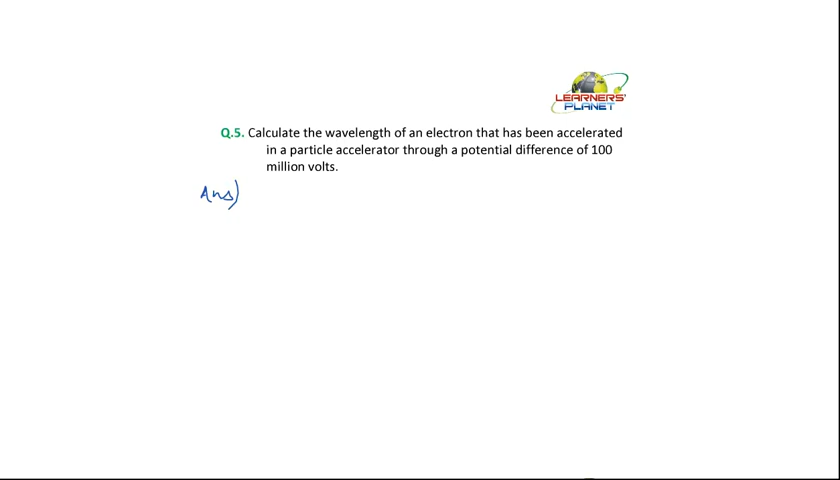 LEARNERS'
PLANET
Q.5. Calculate the wavelength of an electron that has been accelerated
in a particle accelerator through a potential difference of 100
million volts.
Ans)